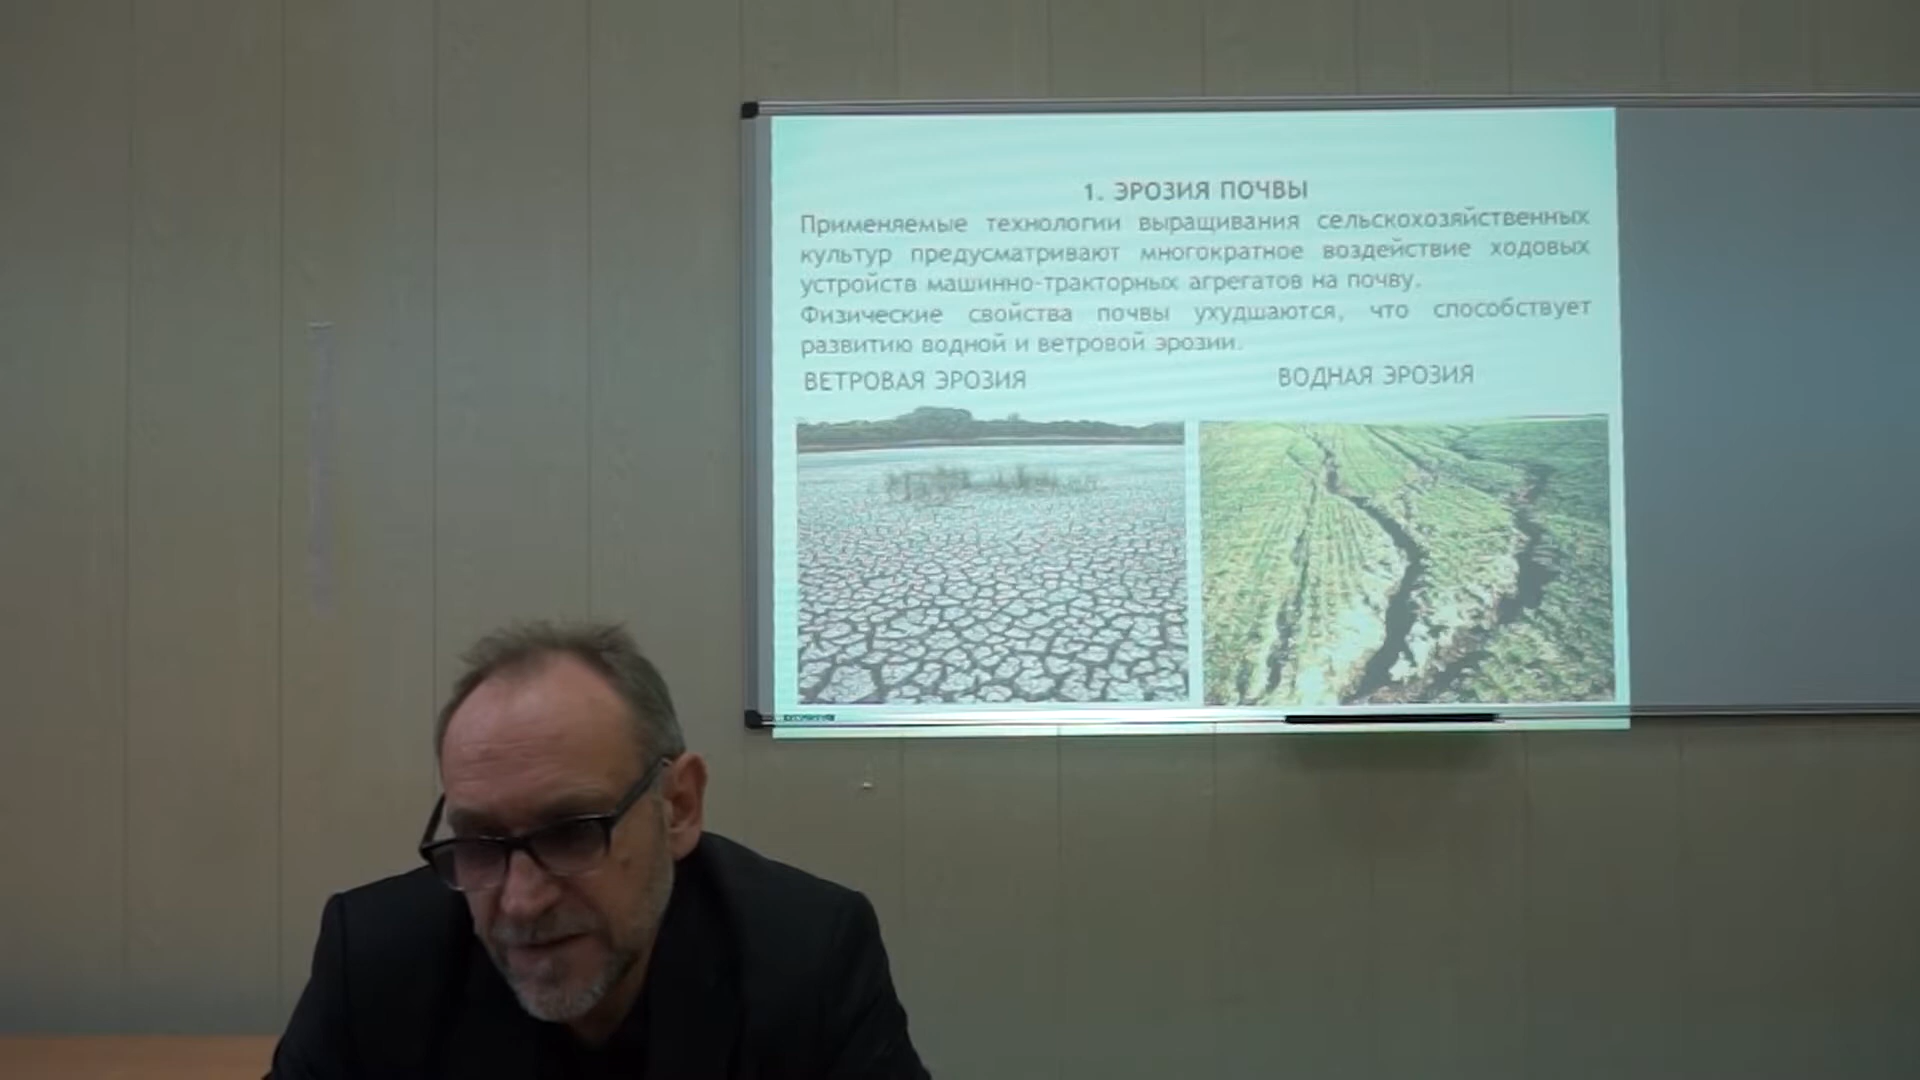 1. ЭРОЗИЯ ПОЧВЫ
Применяемые технологии выращивания сельскохозяйственных
культур предусматривают многократное воздействие ходовых
устройств машинно-тракторных агрегатов на почву.
Физические свойства почвы ухудшаются, что способствует
развитию водной и ветровой эрозии.
ВЕТРОВАЯ ЭРОЗИЯ
ВОДНАЯ ЭРОЗИЯ